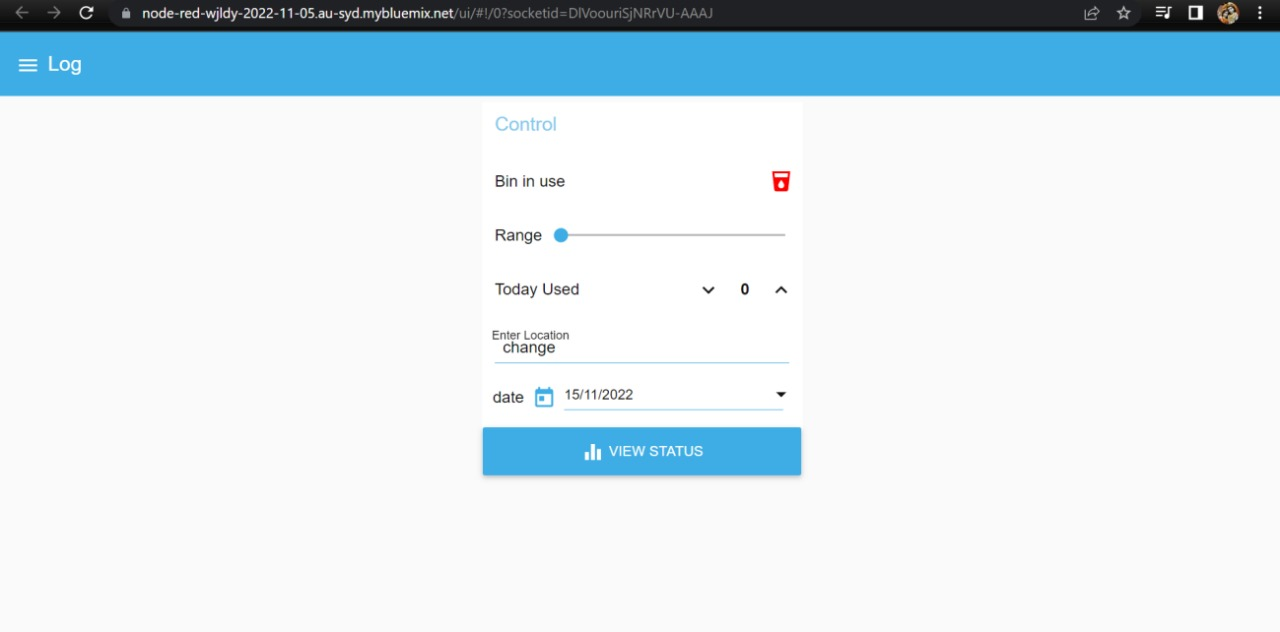 node-red-wjldy-2022-11-05.au-syd.mybluemix.net/ui/#!/0?socketid=DlVoouriSjNRrVU-AAAJ
Log
Control
Bin in use
Range
Today Used 0
Enter Location
change
date 15/11/2022
VIEW STATUS